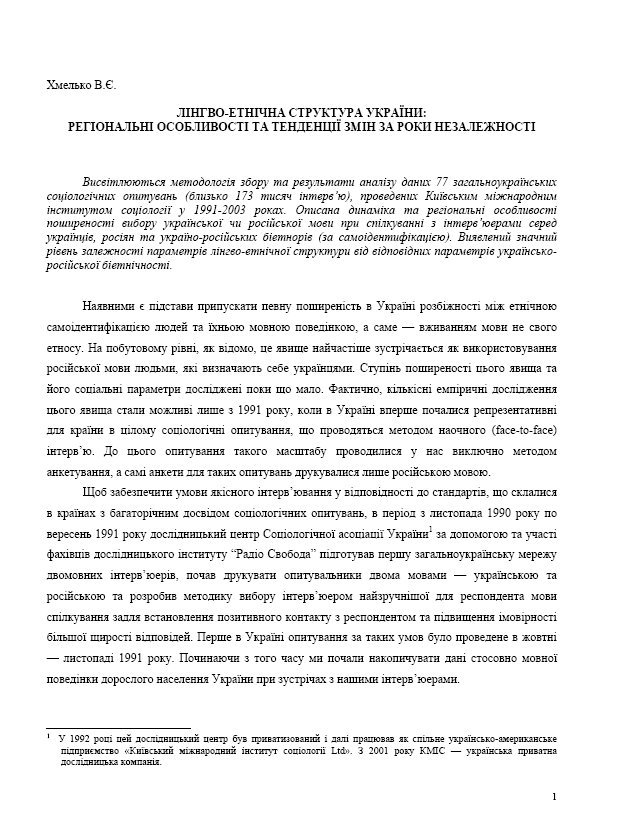 Хмелько В.Є.
ЛІНГВО-ЕТНІЧНА СТРУКТУРА УКРАЇНИ:
РЕГІОНАЛЬНІ ОСОБЛИВОСТІ ТА ТЕНДЕНЦІЇ ЗМІН ЗА РОКИ НЕЗАЛЕЖНОСТІ
Висвітлюються методологія збору та результати аналізу даних 77 загальноукраїнських
соціологічних опитувань (близько 173 тисяч інтерв’ю), проведених Київським міжнародним
інститутом соціології у 1991-2003 роках. Описана динаміка та регіональні особливості
поширеності вибору української чи російської мови при спілкуванні з інтерв’юерами серед
українців, росіян та україно-російських біетнорів (за самоідентифікацією). Виявлений значний
рівень залежності параметрів лінгво-етнічної структури від відповідних параметрів українсько-
російської біетнічності.
Наявними є підстави припускати певну поширеність в Україні розбіжності між етнічною
самоідентифікацією людей та їхньою мовною поведінкою, а саме — вживанням мови не свого
етносу. На побутовому рівні, як відомо, це явище найчастіше зустрічається як використовування
російської мови людьми, які визначають себе українцями. Ступінь поширеності цього явища та
його соціальні параметри досліджені поки що мало. Фактично, кількісні емпіричні дослідження
цього явища стали можливі лише з 1991 року, коли в Україні вперше почалися репрезентативні
для країни в цілому соціологічні опитування, що проводяться методом наочного (face-to-face)
інтерв’ю. До цього опитування такого масштабу проводилися у нас виключно методом
анкетування, а самі анкети для таких опитувань друкувалися лише російською мовою.
Щоб забезпечити умови якісного інтерв’ювання у відповідності до стандартів, що склалися
в країнах з багаторічним досвідом соціологічних опитувань, в період з листопада 1990 року по
вересень 1991 року дослідницький центр Соціологічної асоціації України1 за допомогою та участі
фахівців дослідницького інституту “Радіо Свобода” підготував першу загальноукраїнську мережу
двомовних інтерв’юерів, почав друкувати опитувальники двома мовами — українською та
російською та розробив методику вибору інтерв’юером найзручнішої для респондента мови
спілкування задля встановлення позитивного контакту з респондентом та підвищення імовірності
більшої щирості відповідей. Перше в Україні опитування за таких умов було проведене в жовтні
— листопаді 1991 року. Починаючи з того часу ми почали накопичувати дані стосовно мовної
поведінки дорослого населення України при зустрічах з нашими інтерв’юерами.
1 У 1992 році цей дослідницький центр був приватизований і далі працював як спільне українсько-американське
підприємство «Київський міжнародний інститут соціології Ltd». З 2001 року КМІС — українська приватна
дослідницька компанія.
1